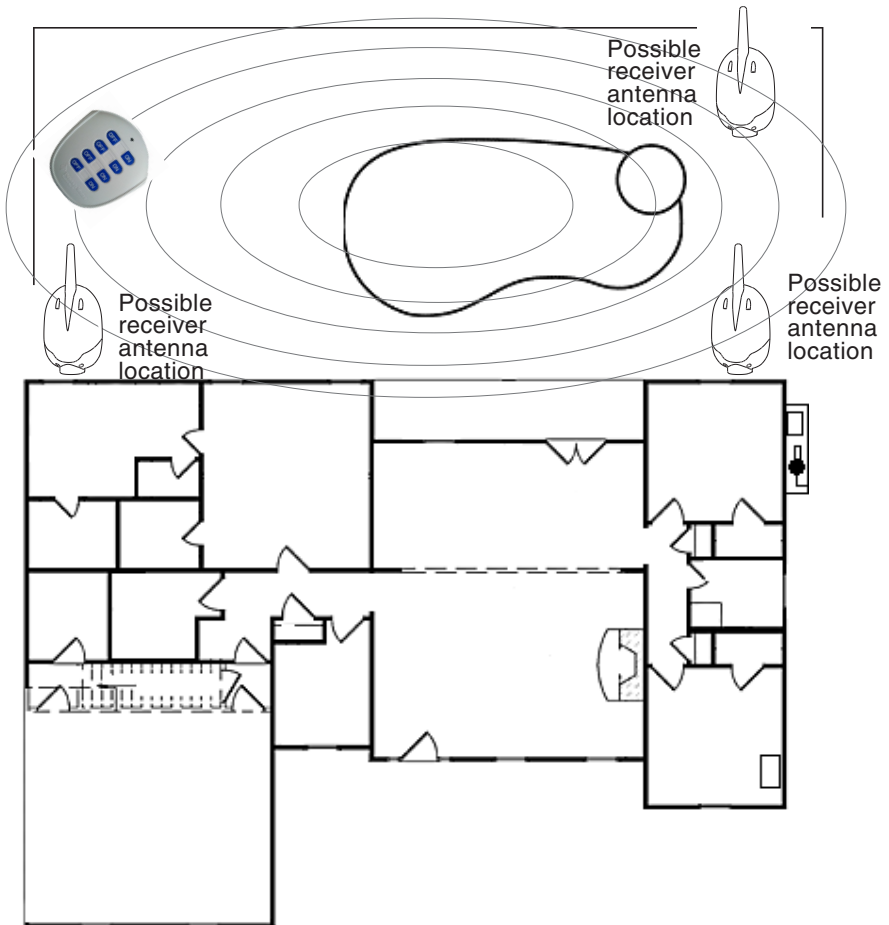 Possible
receiver
antenna
location
Possible
receiver
antenna
location
Possible
receiver
antenna
location